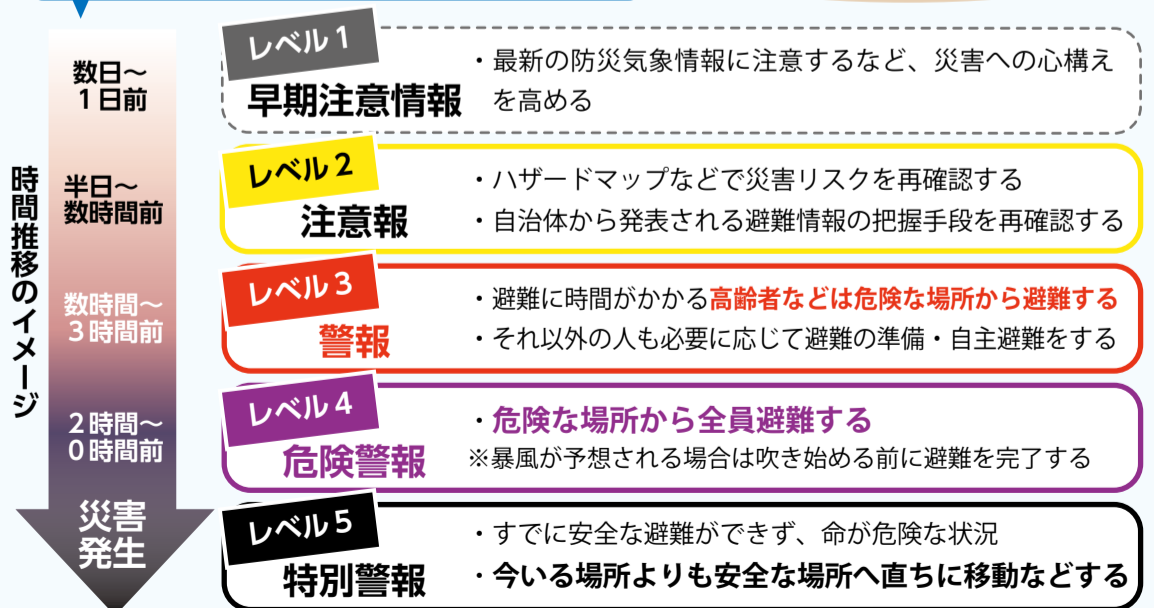 時間推移のイメージ
数日～
1日前
レベル1
早期注意情報
・最新の防災気象情報に注意するなど、災害への心構え
を高める
半日～
数時間前
レベル2
注意報
・ハザードマップなどで災害リスクを再確認する
・自治体から発表される避難情報の把握手段を再確認する
数時間～
3時間前
レベル3
警報
・避難に時間がかかる高齢者などは危険な場所から避難する
・それ以外の人も必要に応じて避難の準備・自主避難をする
2時間～
0時間前
レベル4
危険警報
・危険な場所から全員避難する
※暴風が予想される場合は吹き始める前に避難を完了する
災害
発生
レベル5
特別警報
・すでに安全な避難ができず、命が危険な状況
・今いる場所よりも安全な場所へ直ちに移動などする